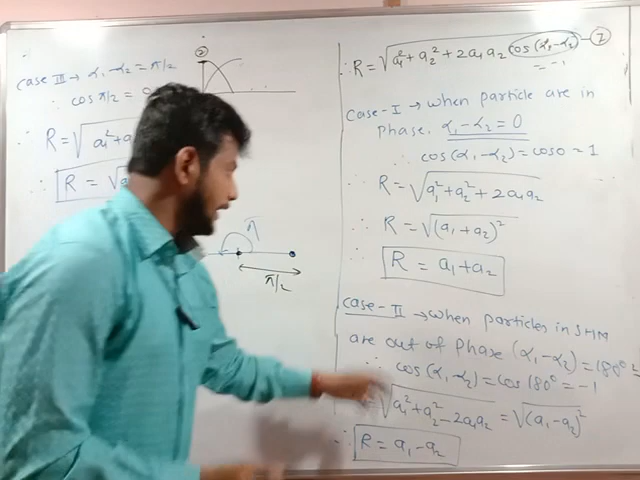 Case III → α₁-α₂ = π/2
∴ cos π/2 = 0
∴ R = √a₁²+a
∴ R = √a
②
π
π/2
∴ R = √a₁² + a₂² + 2a₁a₂ cos(α₁-α₂) — ⑦
= -1
Case-I → when particle are in
Phase. α₁-α₂ = 0
∴ cos(α₁-α₂) = cos0 = 1
∴ R = √a₁²+a₂²+2a₁a₂
∴ R = √(a₁+a₂)²
∴ R = a₁+a₂
Case-II → when particles in SHM
are out of Phase (α₁-α₂) = 180° =
∴ cos(α₁-α₂) = cos 180° = -1
= √a₁²+a₂²-2a₁a₂ = √(a₁-a₂)²
∴ R = a₁-a₂